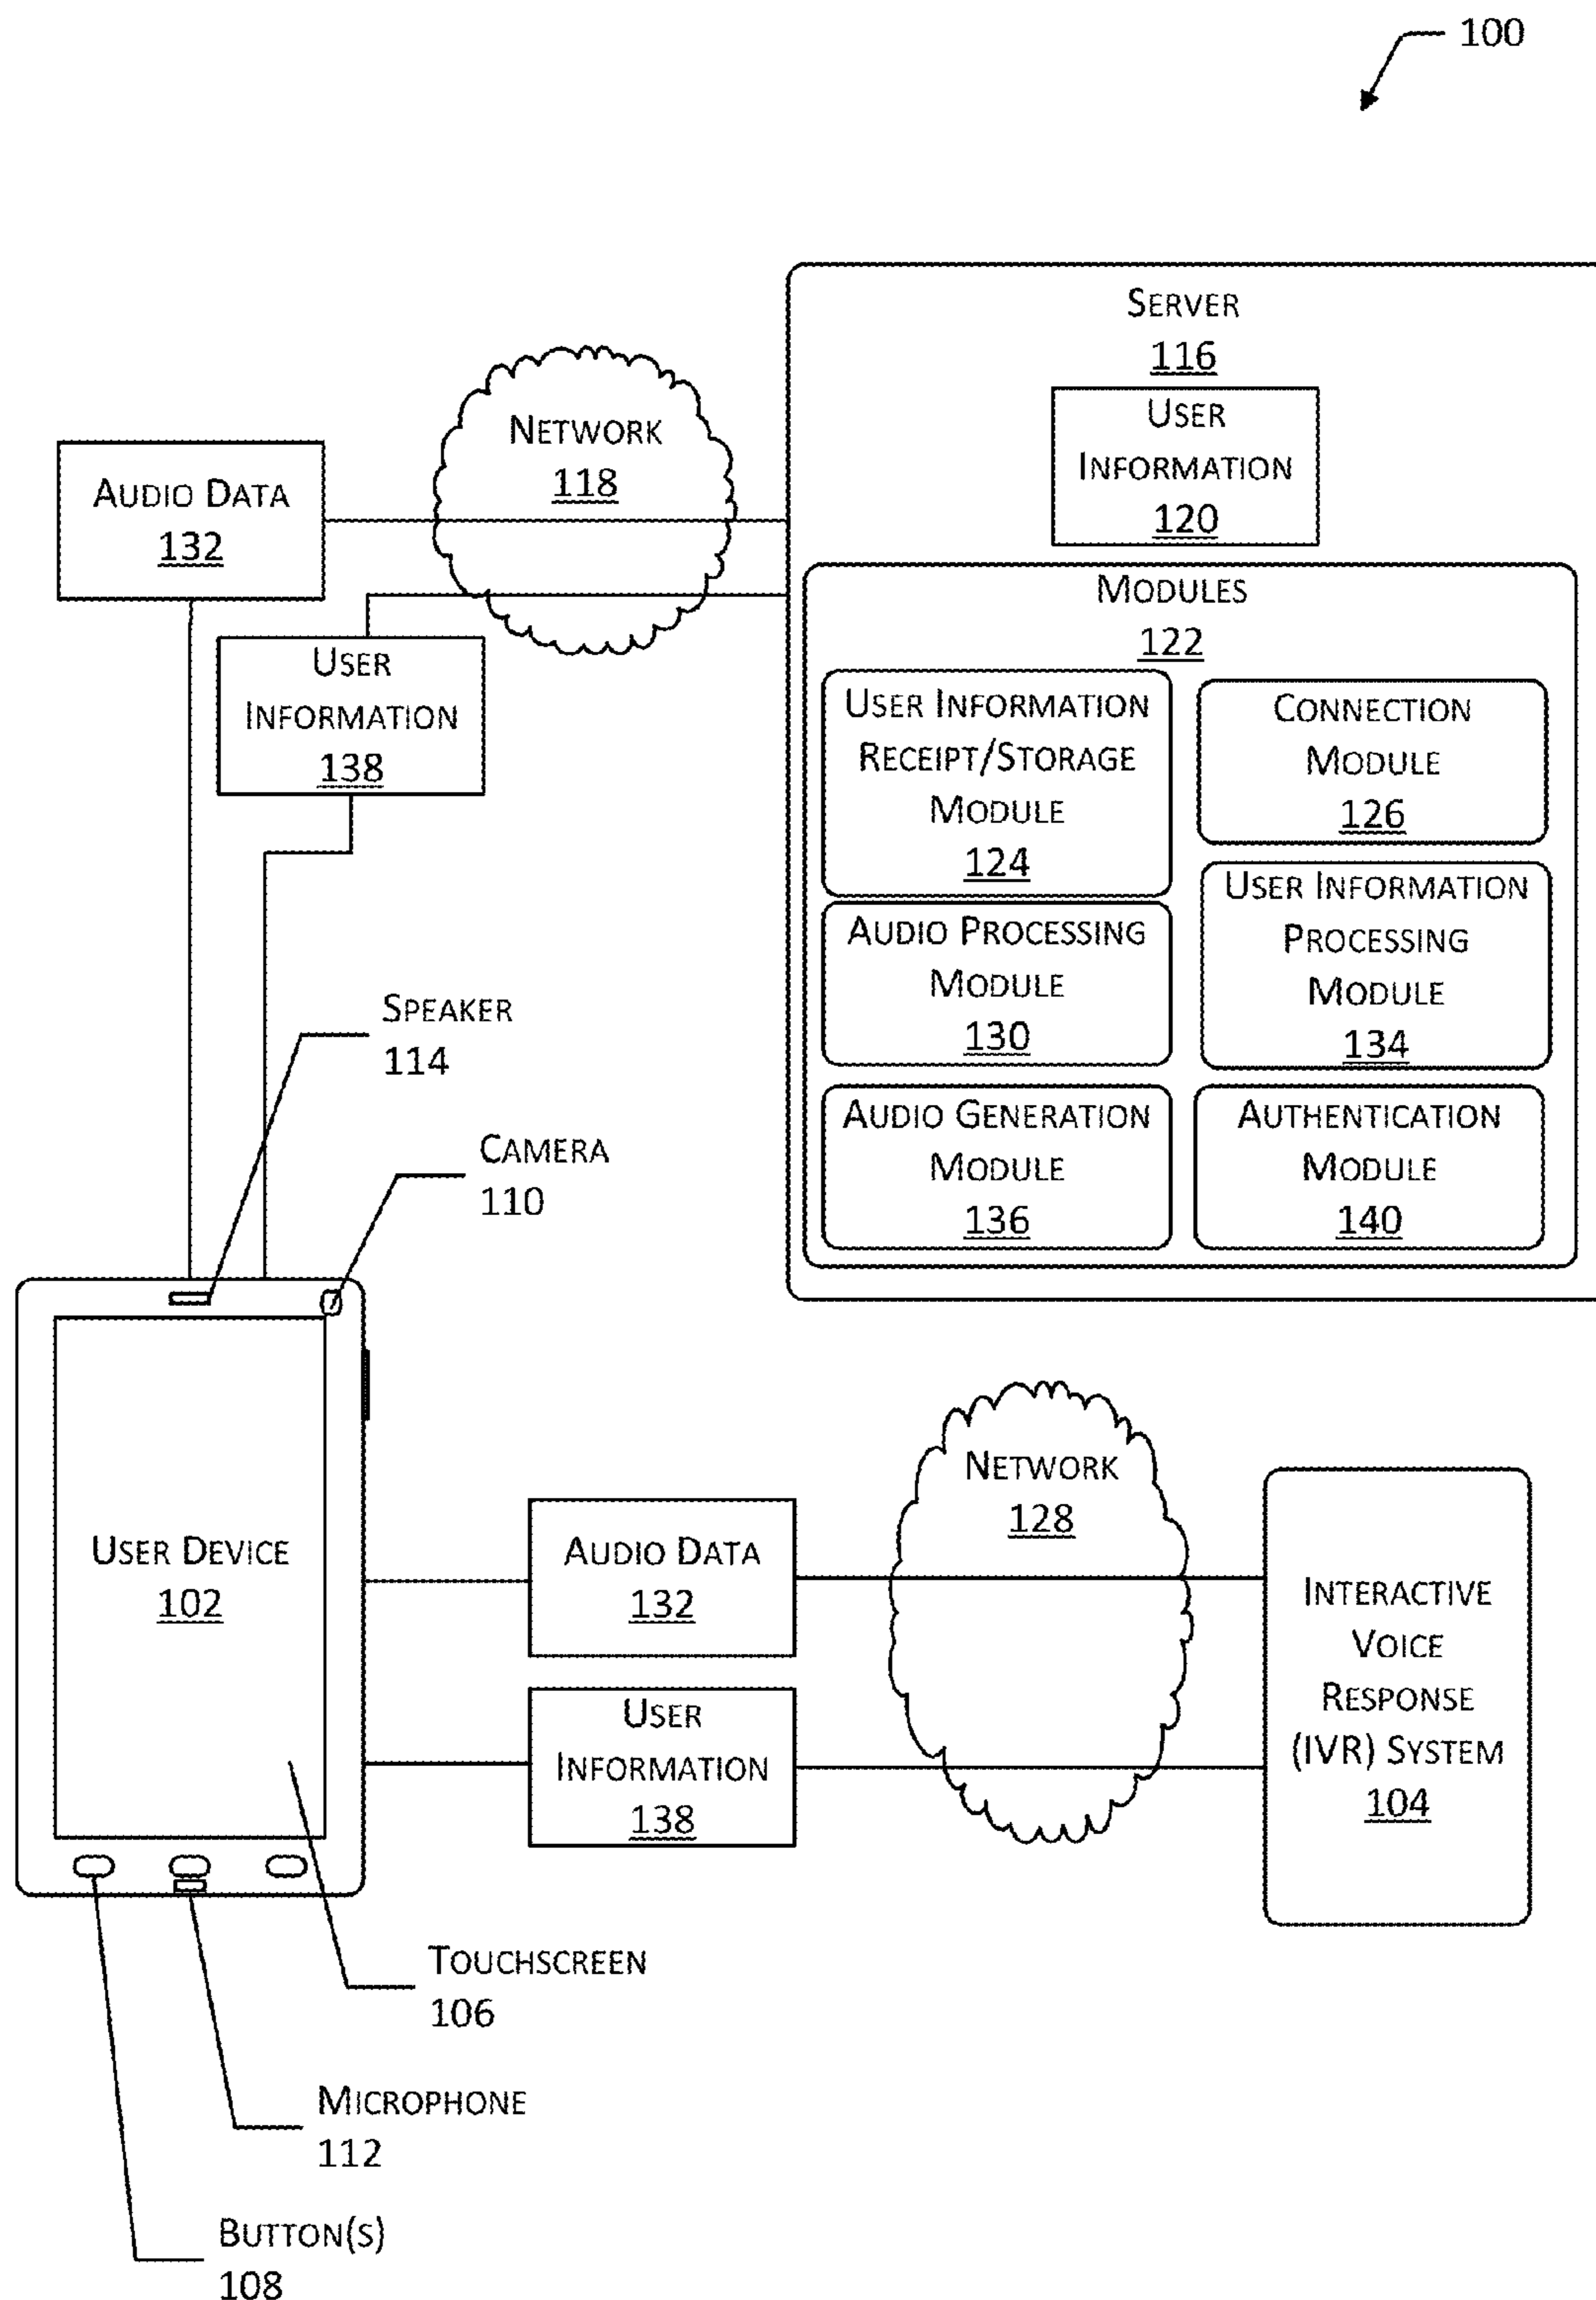 100
SERVER
116
USER
INFORMATION
120
NETWORK
118
AUDIO DATA
132
USER
INFORMATION
138
MODULES
122
USER INFORMATION
RECEIPT/STORAGE
MODULE
124
CONNECTION
MODULE
126
AUDIO PROCESSING
MODULE
130
USER INFORMATION
PROCESSING
MODULE
134
AUDIO GENERATION
MODULE
136
AUTHENTICATION
MODULE
140
SPEAKER
114
CAMERA
110
USER DEVICE
102
AUDIO DATA
132
USER
INFORMATION
138
NETWORK
128
INTERACTIVE
VOICE
RESPONSE
(IVR) SYSTEM
104
TOUCHSCREEN
106
MICROPHONE
112
BUTTON(S)
108